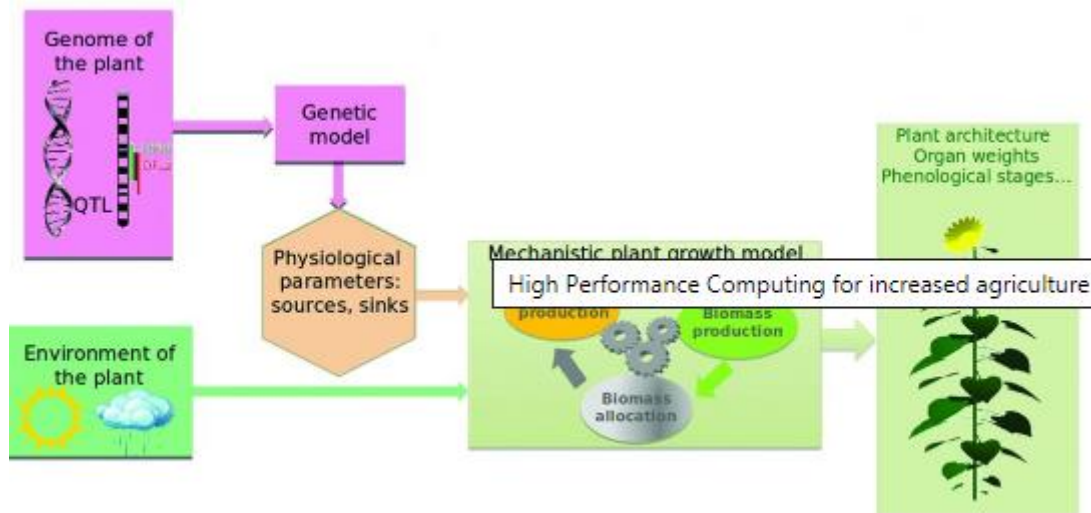 Genome of
the plant
QTL
Genetic
model
Physiological
parameters:
sources, sinks
Environment of
the plant
Mechanistic plant growth model
High Performance Computing for increased agriculture
production
Biomass
production
Biomass
allocation
Plant architecture
Organ weights
Phenological stages...